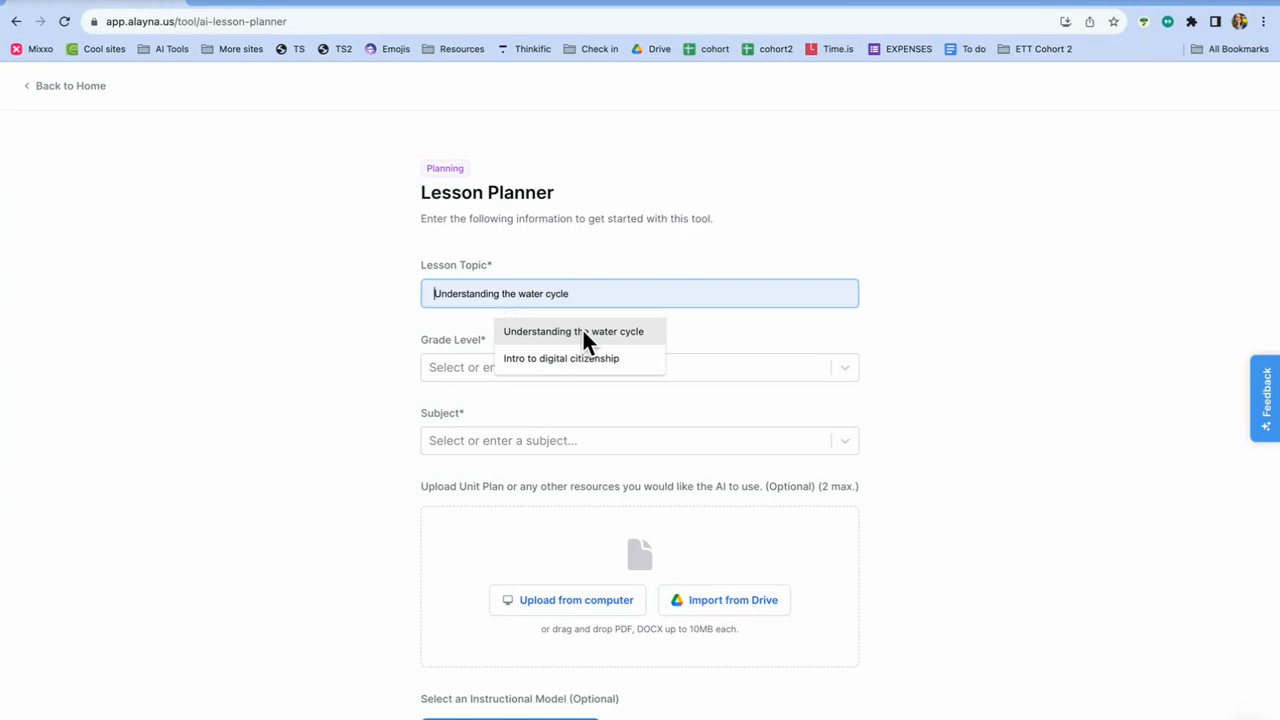 app.alayna.us/tool/ai-lesson-planner
Mixxo Cool sites AI Tools More sites TS TS2 Emojis Resources Thinkific Check in Drive cohort cohort2 Time.is EXPENSES To do ETT Cohort 2 All Bookmarks
Back to Home
Planning
Lesson Planner
Enter the following information to get started with this tool.
Lesson Topic*
Understanding the water cycle
Understanding the water cycle
Grade Level*
Intro to digital citizenship
Select or en
Subject*
Select or enter a subject...
Upload Unit Plan or any other resources you would like the AI to use. (Optional) (2 max.)
Upload from computer Import from Drive
or drag and drop PDF, DOCX up to 10MB each.
Select an Instructional Model (Optional)
Feedback